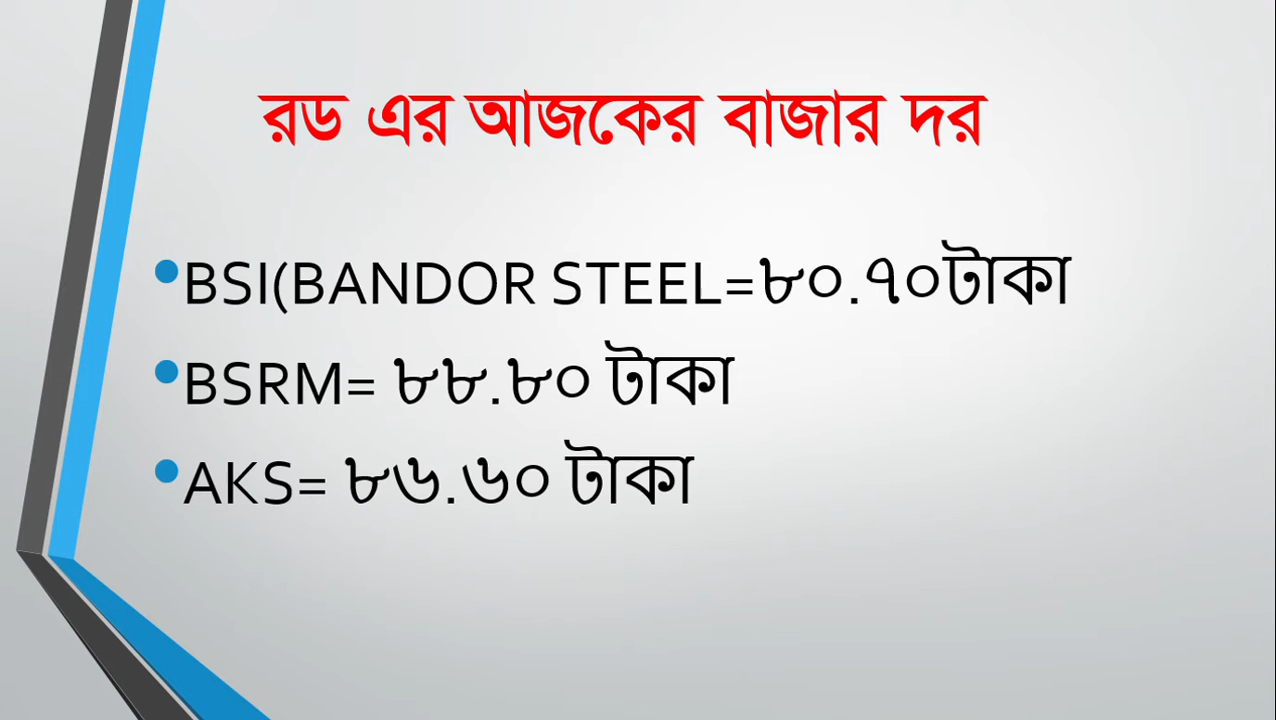 রড এর আজকের বাজার দর
•BSI(BANDOR STEEL=৮০.৭০টাকা
•BSRM= ৮৮.৮০ টাকা
•AKS= ৮৬.৬০ টাকা